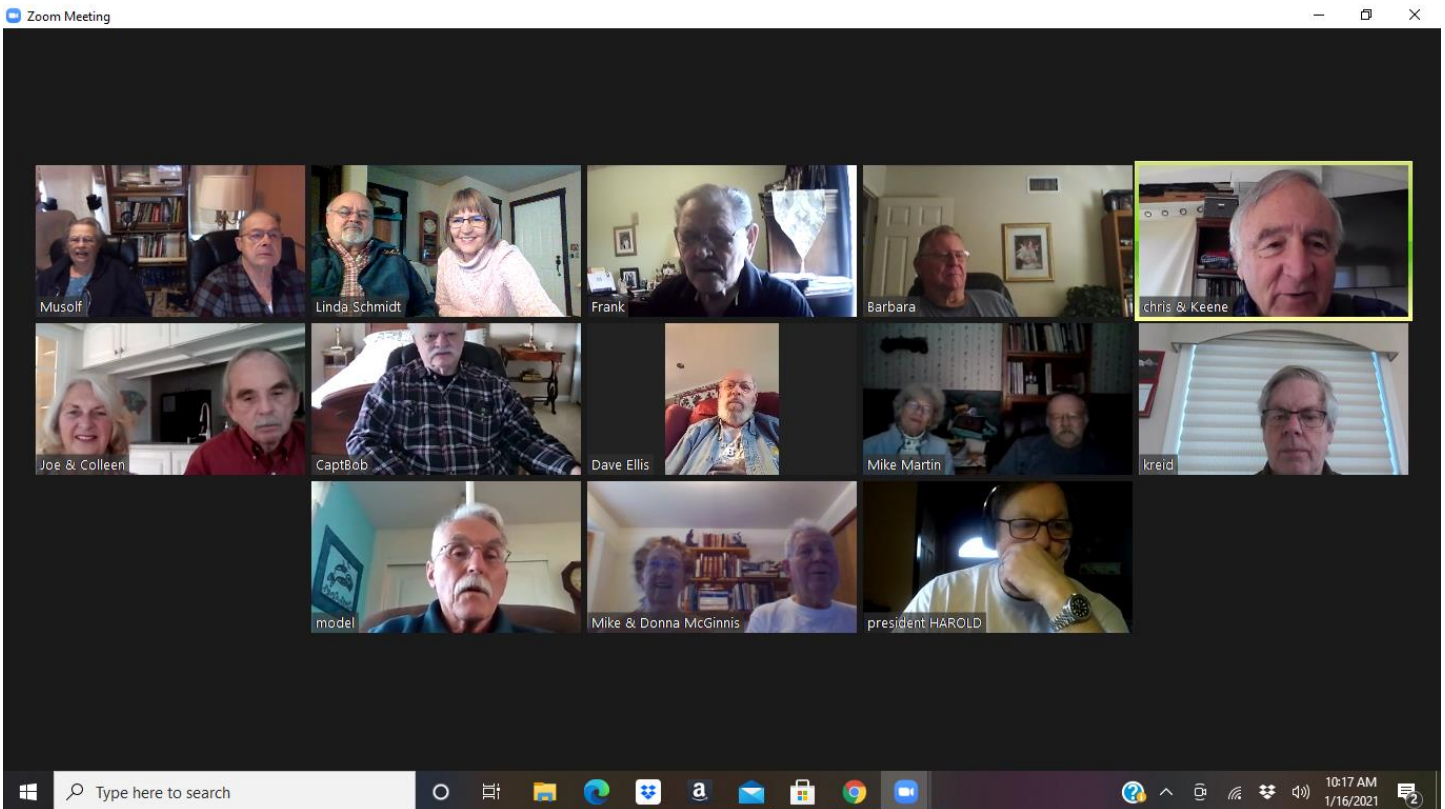 Zoom Meeting
Musolf
Linda Schmidt
Frank
Barbara
chris & Keene
Joe & Colleen
CaptBob
Dave Ellis
Mike Martin
kreid
model
Mike & Donna McGinnis
president HAROLD
Type here to search
a
?
10:17 AM
1/16/2021
2